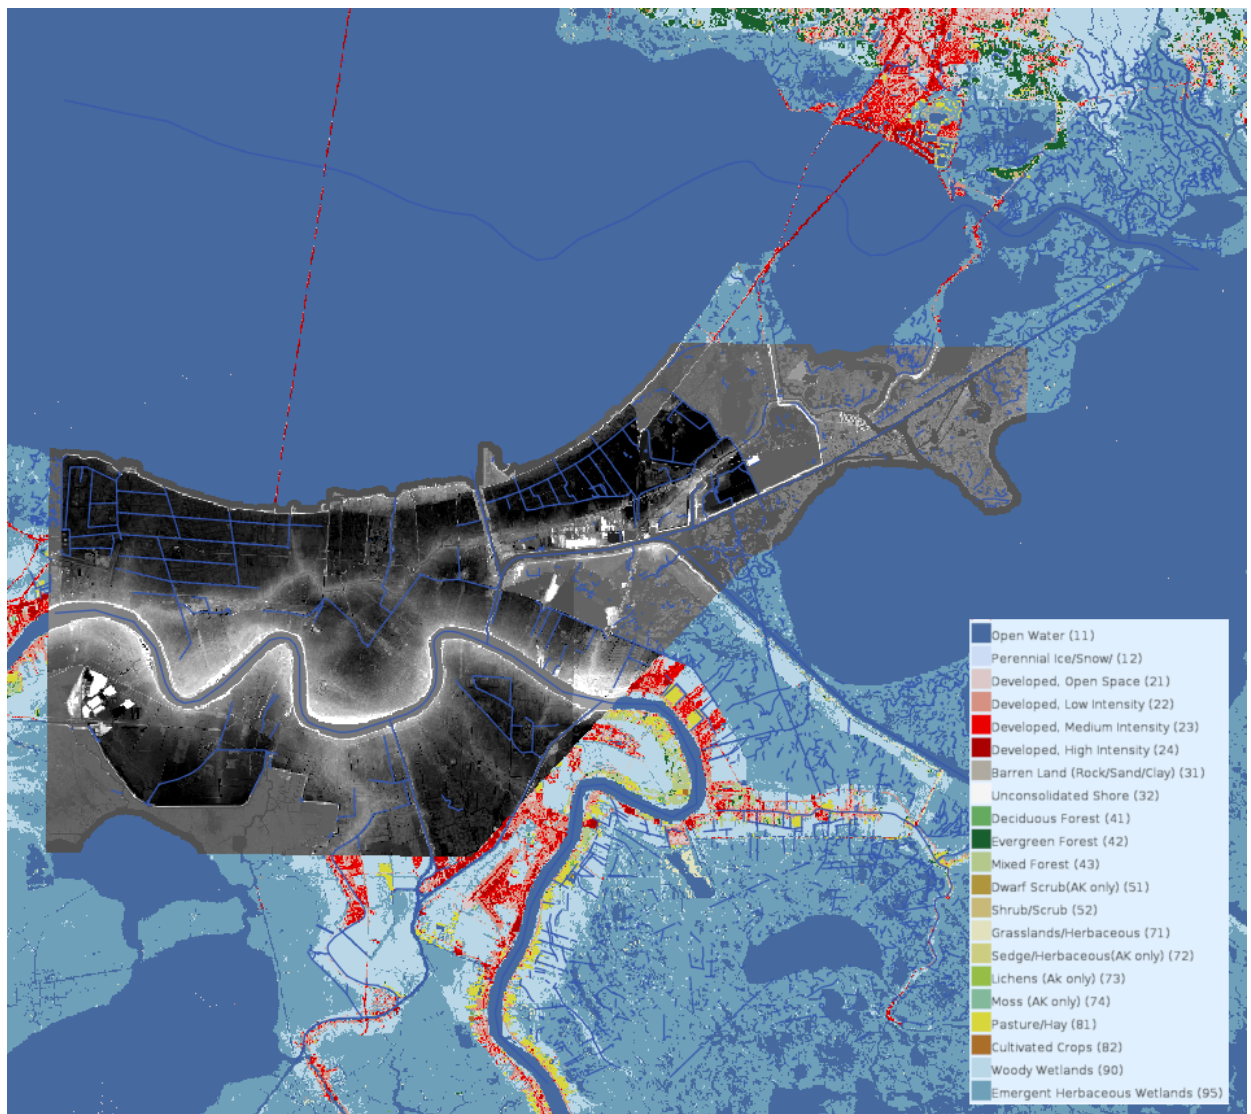 Open Water (11)
Perennial Ice/Snow/ (12)
Developed, Open Space (21)
Developed, Low Intensity (22)
Developed, Medium Intensity (23)
Developed, High Intensity (24)
Barren Land (Rock/Sand/Clay) (31)
Unconsolidated Shore (32)
Deciduous Forest (41)
Evergreen Forest (42)
Mixed Forest (43)
Dwarf Scrub(AK only) (51)
Shrub/Scrub (52)
Grasslands/Herbaceous (71)
Sedge/Herbaceous(AK only) (72)
Lichens (Ak only) (73)
Moss (AK only) (74)
Pasture/Hay (81)
Cultivated Crops (82)
Woody Wetlands (90)
Emergent Herbaceous Wetlands (95)